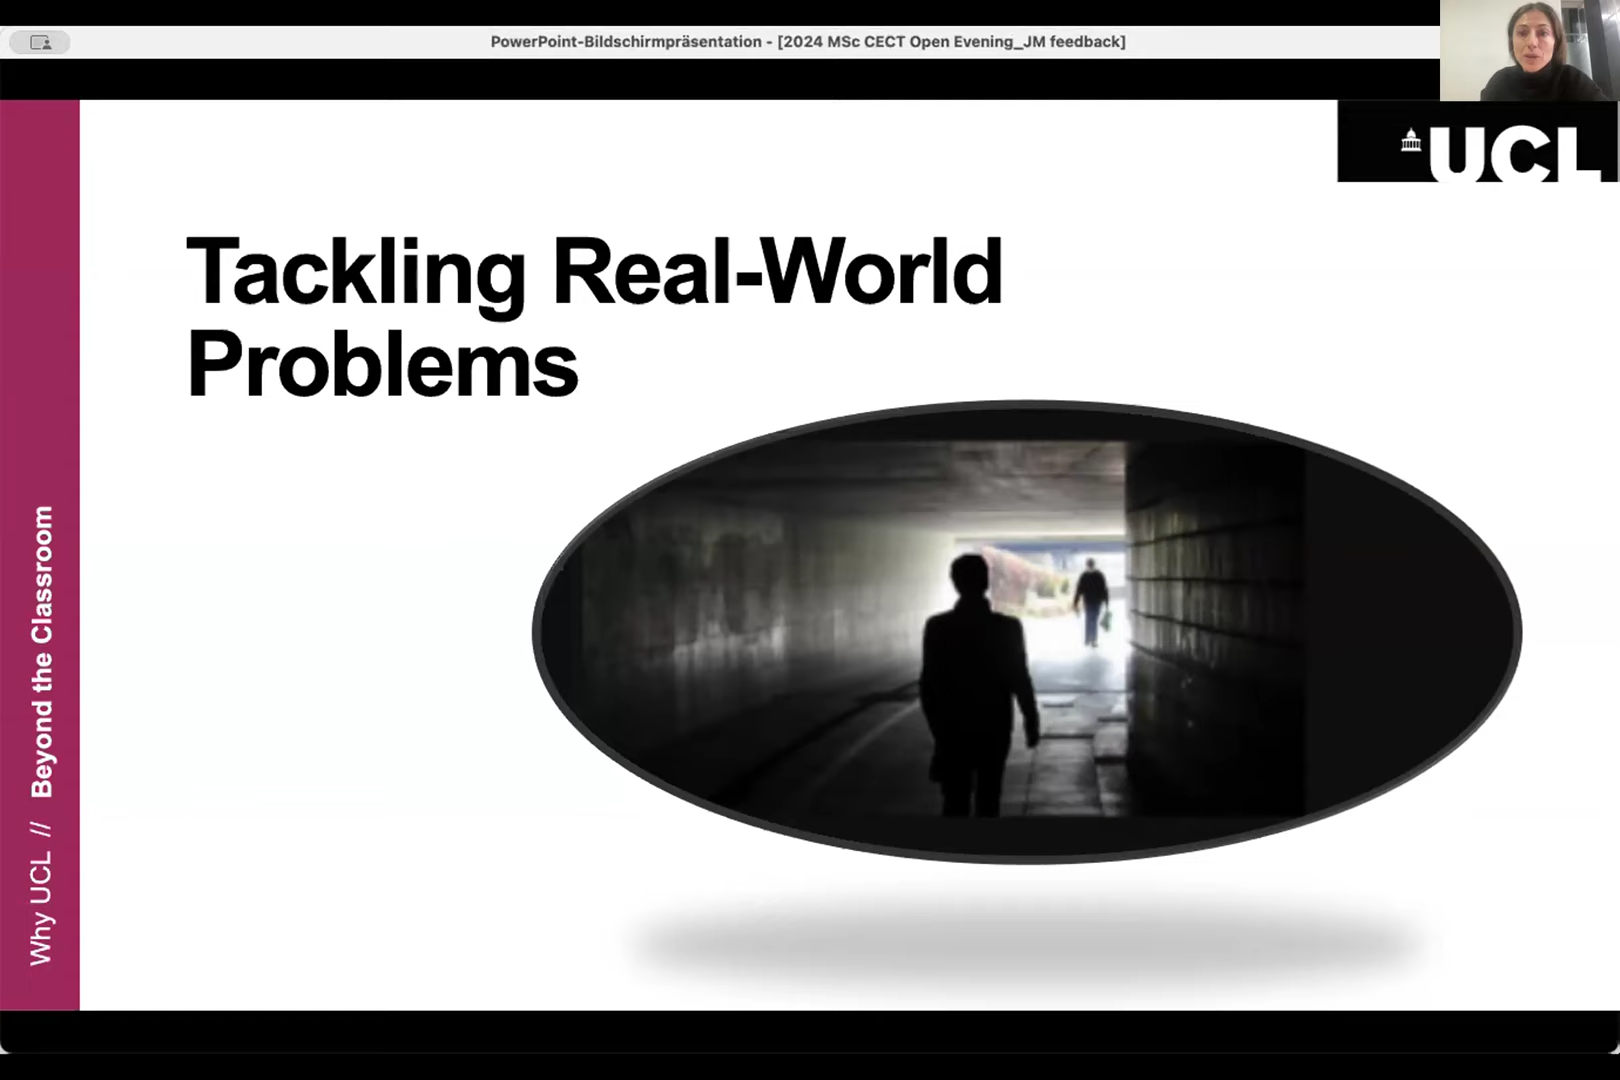 PowerPoint-Bildschirmpräsentation - [2024 MSc CECT Open Evening_JM feedback]
UCL
Tackling Real-World
Problems
Why UCL // Beyond the Classroom